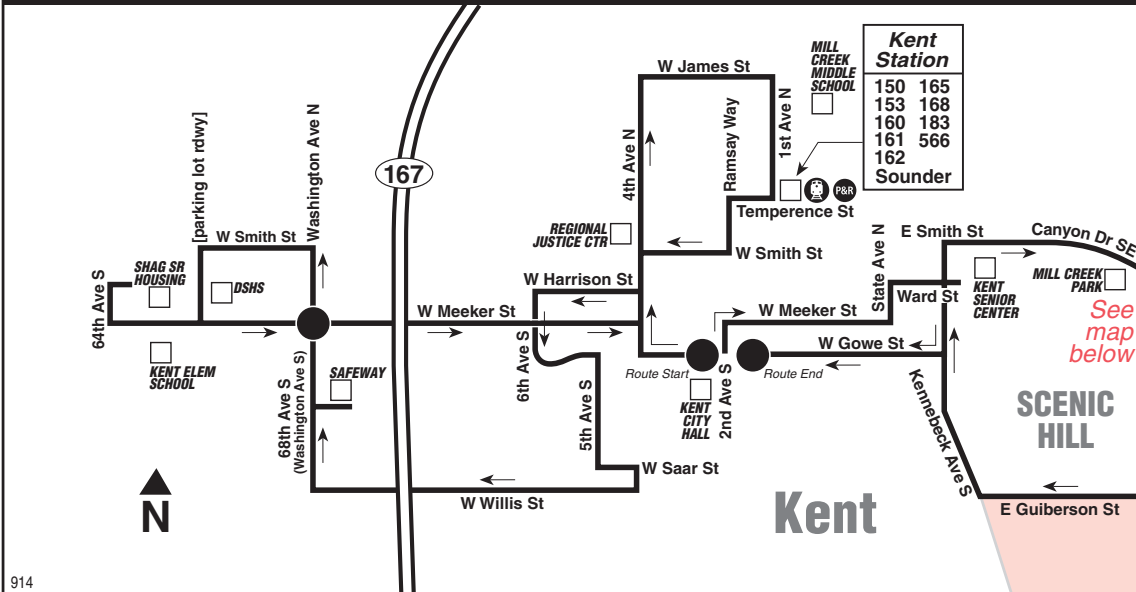 [parking lot rdwy]
Washington Ave N
167
W James St
MILL
CREEK
MIDDLE
SCHOOL
Kent
Station
150 165
153 168
160 183
161 566
162
Sounder
4th Ave N
Ramsay Way
1st Ave N
P&R
Temperence St
REGIONAL
JUSTICE CTR
W Smith St
W Smith St
SHAG SR
HOUSING
DSHS
64th Ave S
W Harrison St
W Meeker St
State Ave N
E Smith St
Canyon Dr SE
KENT
SENIOR
CENTER
MILL CREEK
PARK
Ward St
W Meeker St
See
map
below
W Gowe St
KENT ELEM
SCHOOL
68th Ave S
(Washington Ave S)
SAFEWAY
6th Ave S
5th Ave S
Route Start
2nd Ave S
Route End
KENT
CITY
HALL
Kennebeck Ave S
SCENIC
HILL
W Saar St
W Willis St
N
Kent
E Guiberson St
914